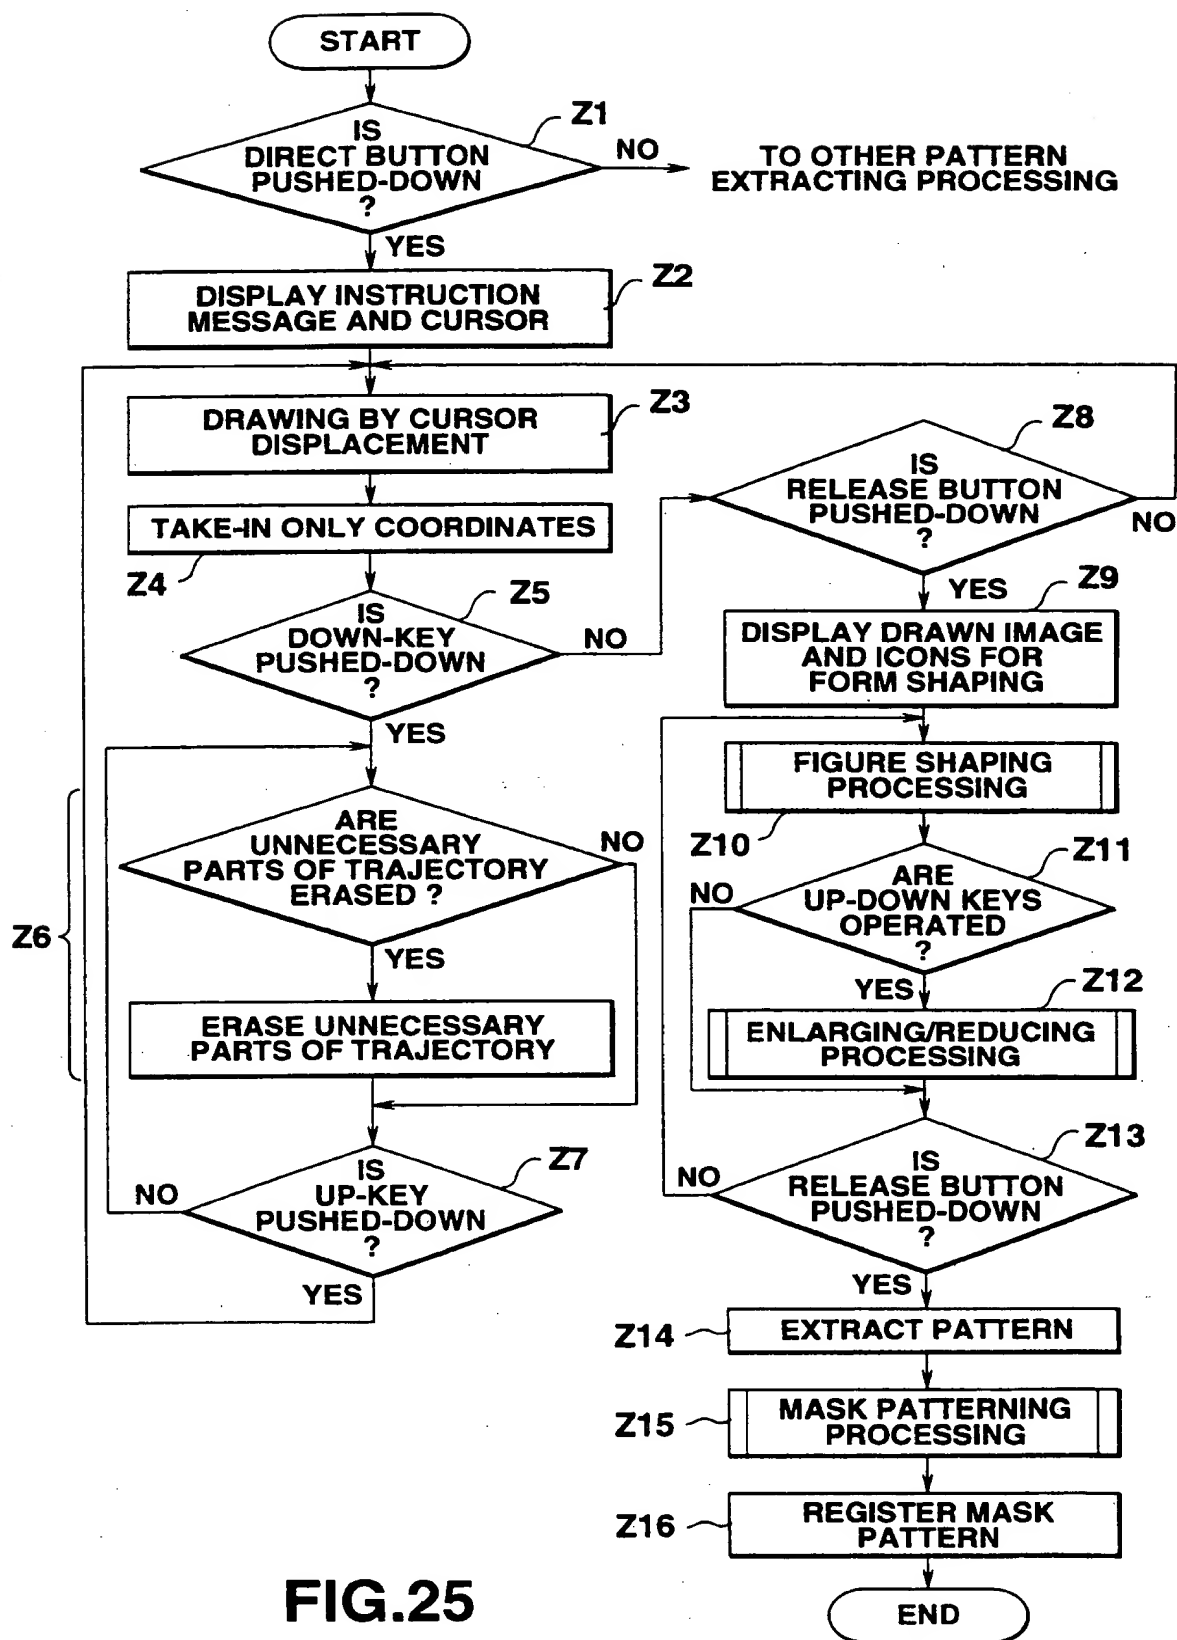 START
Z1
IS
DIRECT BUTTON
PUSHED-DOWN
?
NO
TO OTHER PATTERN
EXTRACTING PROCESSING
YES
Z2
DISPLAY INSTRUCTION
MESSAGE AND CURSOR
Z3
DRAWING BY CURSOR
DISPLACEMENT
TAKE-IN ONLY COORDINATES
Z4
Z5
IS
DOWN-KEY
PUSHED-DOWN
?
NO
YES
Z6
ARE
UNNECESSARY
PARTS OF TRAJECTORY
ERASED ?
NO
YES
ERASE UNNECESSARY
PARTS OF TRAJECTORY
Z7
IS
UP-KEY
PUSHED-DOWN
?
NO
YES
Z8
IS
RELEASE BUTTON
PUSHED-DOWN
?
NO
YES
Z9
DISPLAY DRAWN IMAGE
AND ICONS FOR
FORM SHAPING
FIGURE SHAPING
PROCESSING
Z10
Z11
ARE
UP-DOWN KEYS
OPERATED
?
NO
YES
Z12
ENLARGING/REDUCING
PROCESSING
Z13
IS
RELEASE BUTTON
PUSHED-DOWN
?
NO
YES
Z14
EXTRACT PATTERN
Z15
MASK PATTERNING
PROCESSING
Z16
REGISTER MASK
PATTERN
END
FIG.25